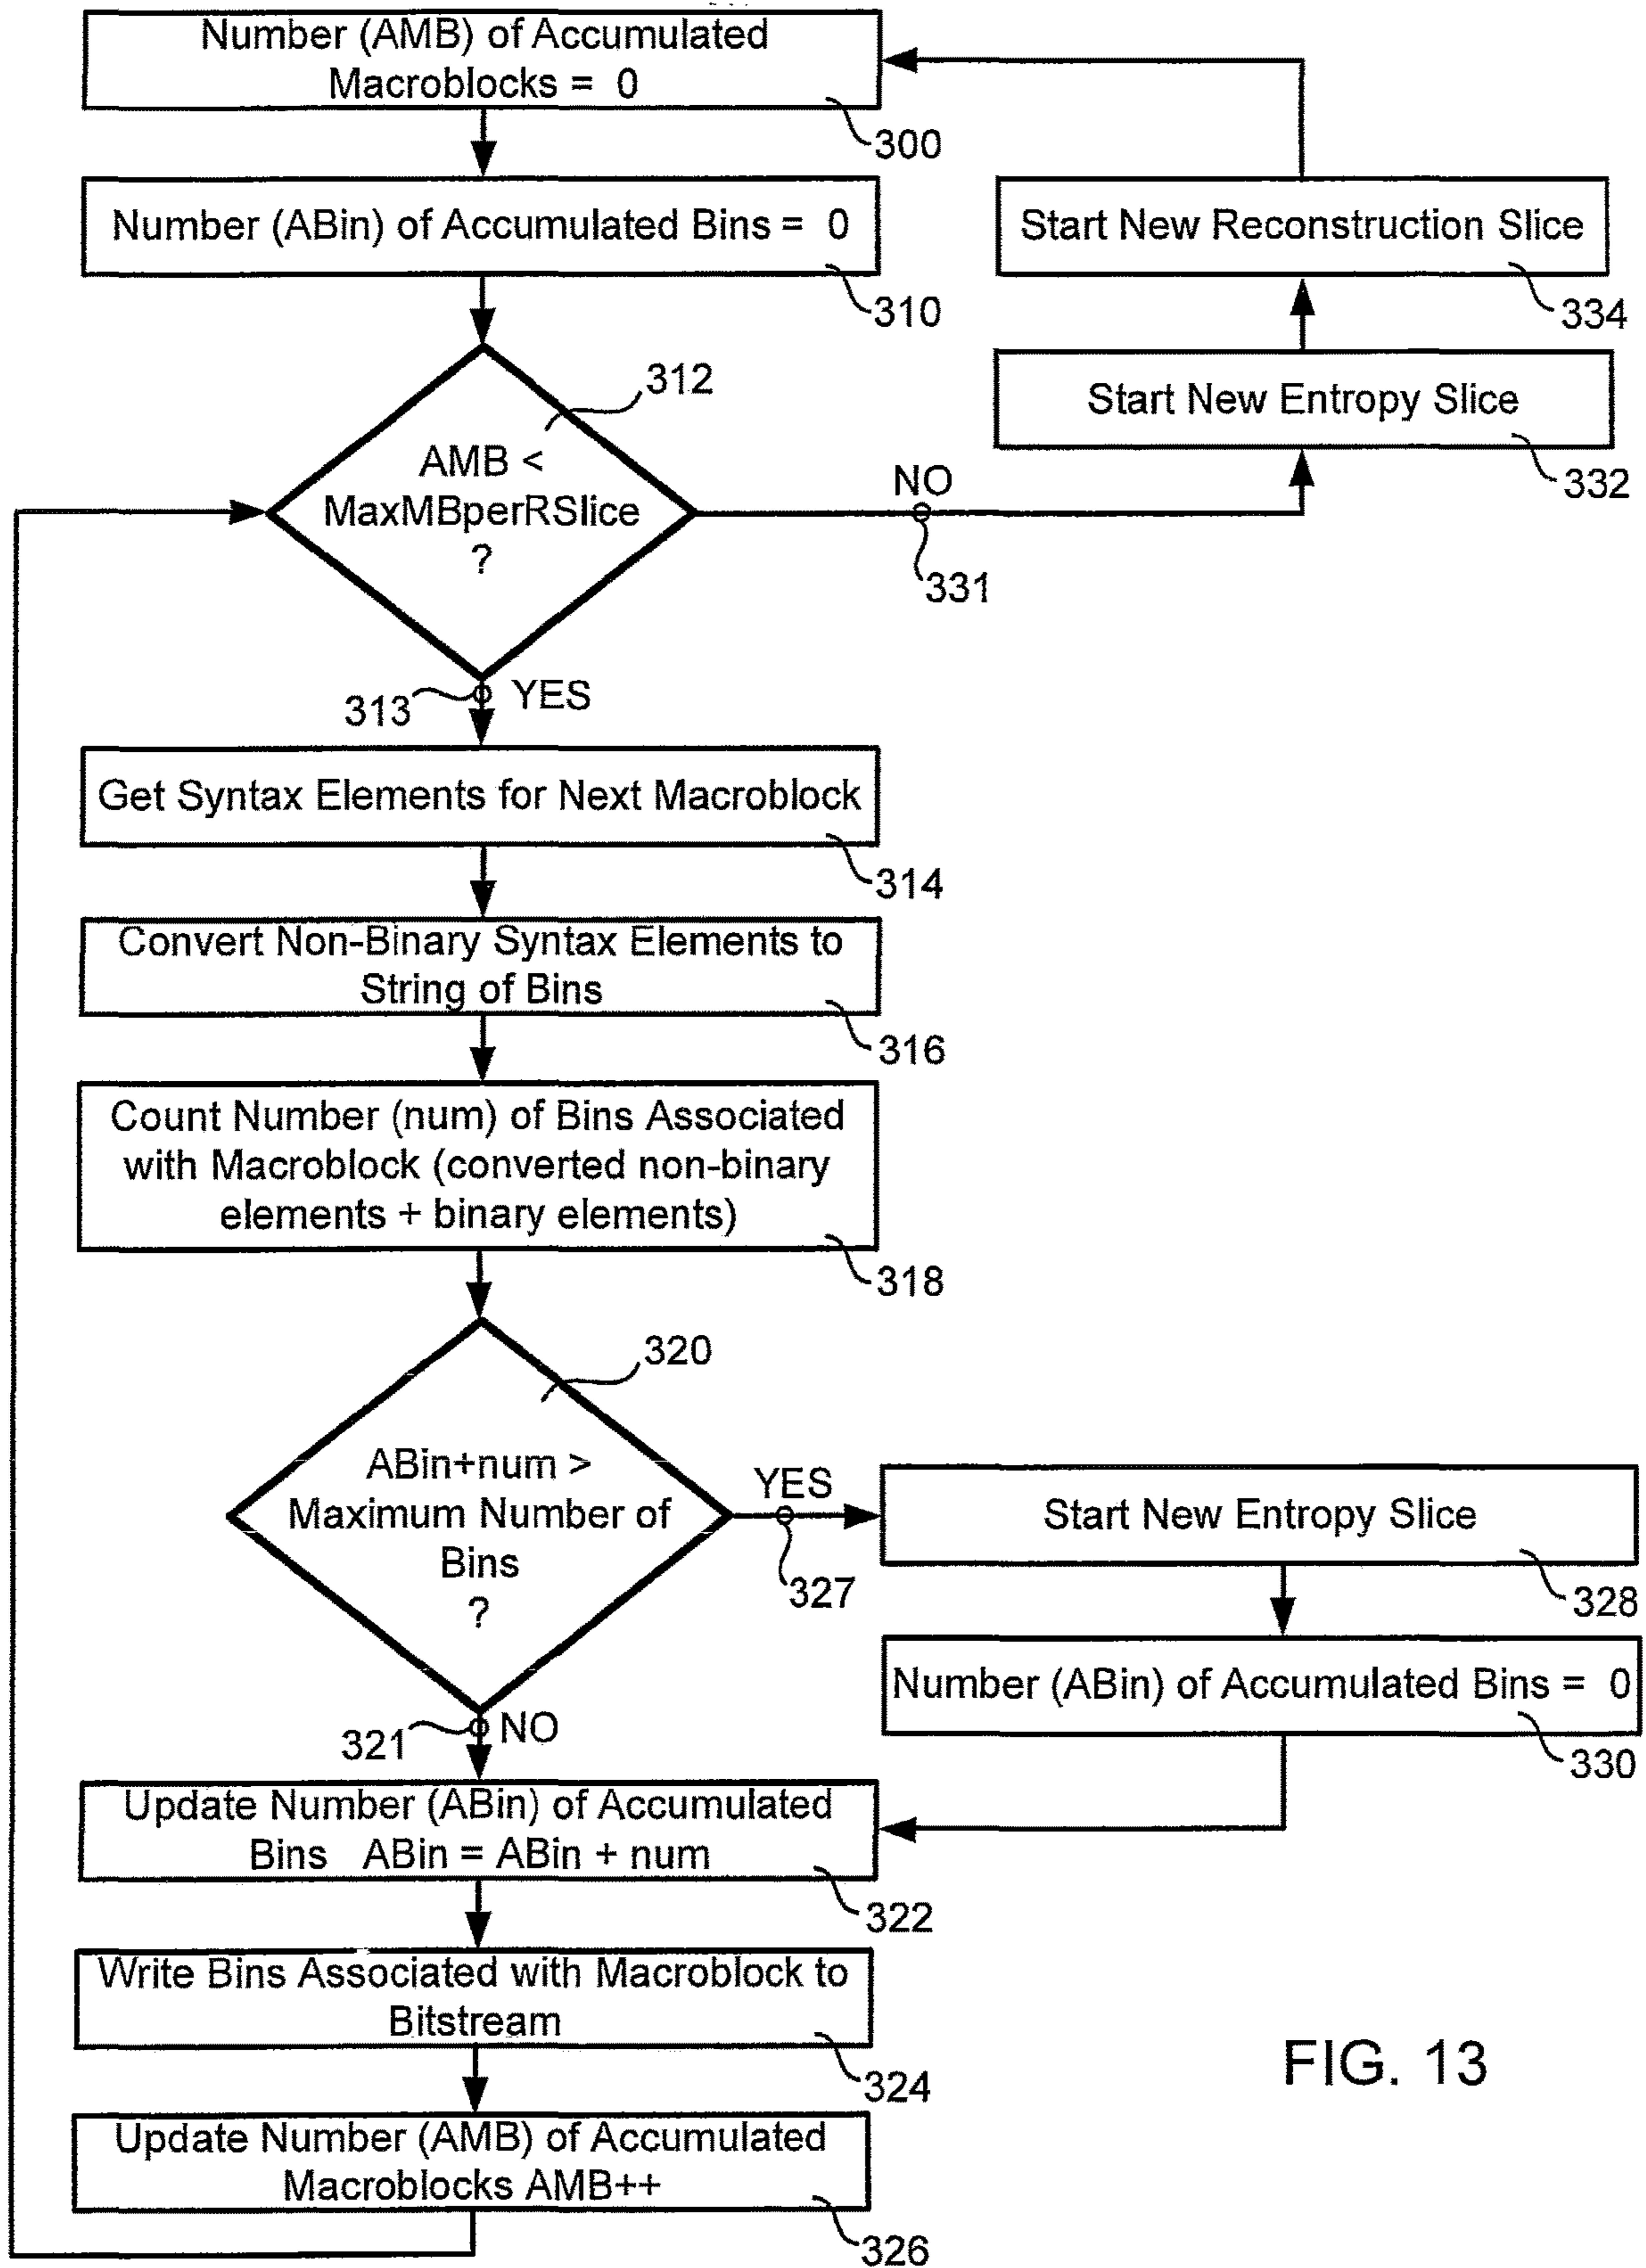 Number (AMB) of Accumulated
Macroblocks = 0
300
Number (ABin) of Accumulated Bins = 0
310
Start New Reconstruction Slice
334
Start New Entropy Slice
332
312
AMB <
MaxMBperRSlice
?
NO
331
313
YES
Get Syntax Elements for Next Macroblock
314
Convert Non-Binary Syntax Elements to
String of Bins
316
Count Number (num) of Bins Associated
with Macroblock (converted non-binary
elements + binary elements)
318
320
ABin+num >
Maximum Number of
Bins
?
YES
327
Start New Entropy Slice
328
Number (ABin) of Accumulated Bins = 0
330
321
NO
Update Number (ABin) of Accumulated
Bins ABin = ABin + num
322
Write Bins Associated with Macroblock to
Bitstream
324
Update Number (AMB) of Accumulated
Macroblocks AMB++
326
FIG. 13